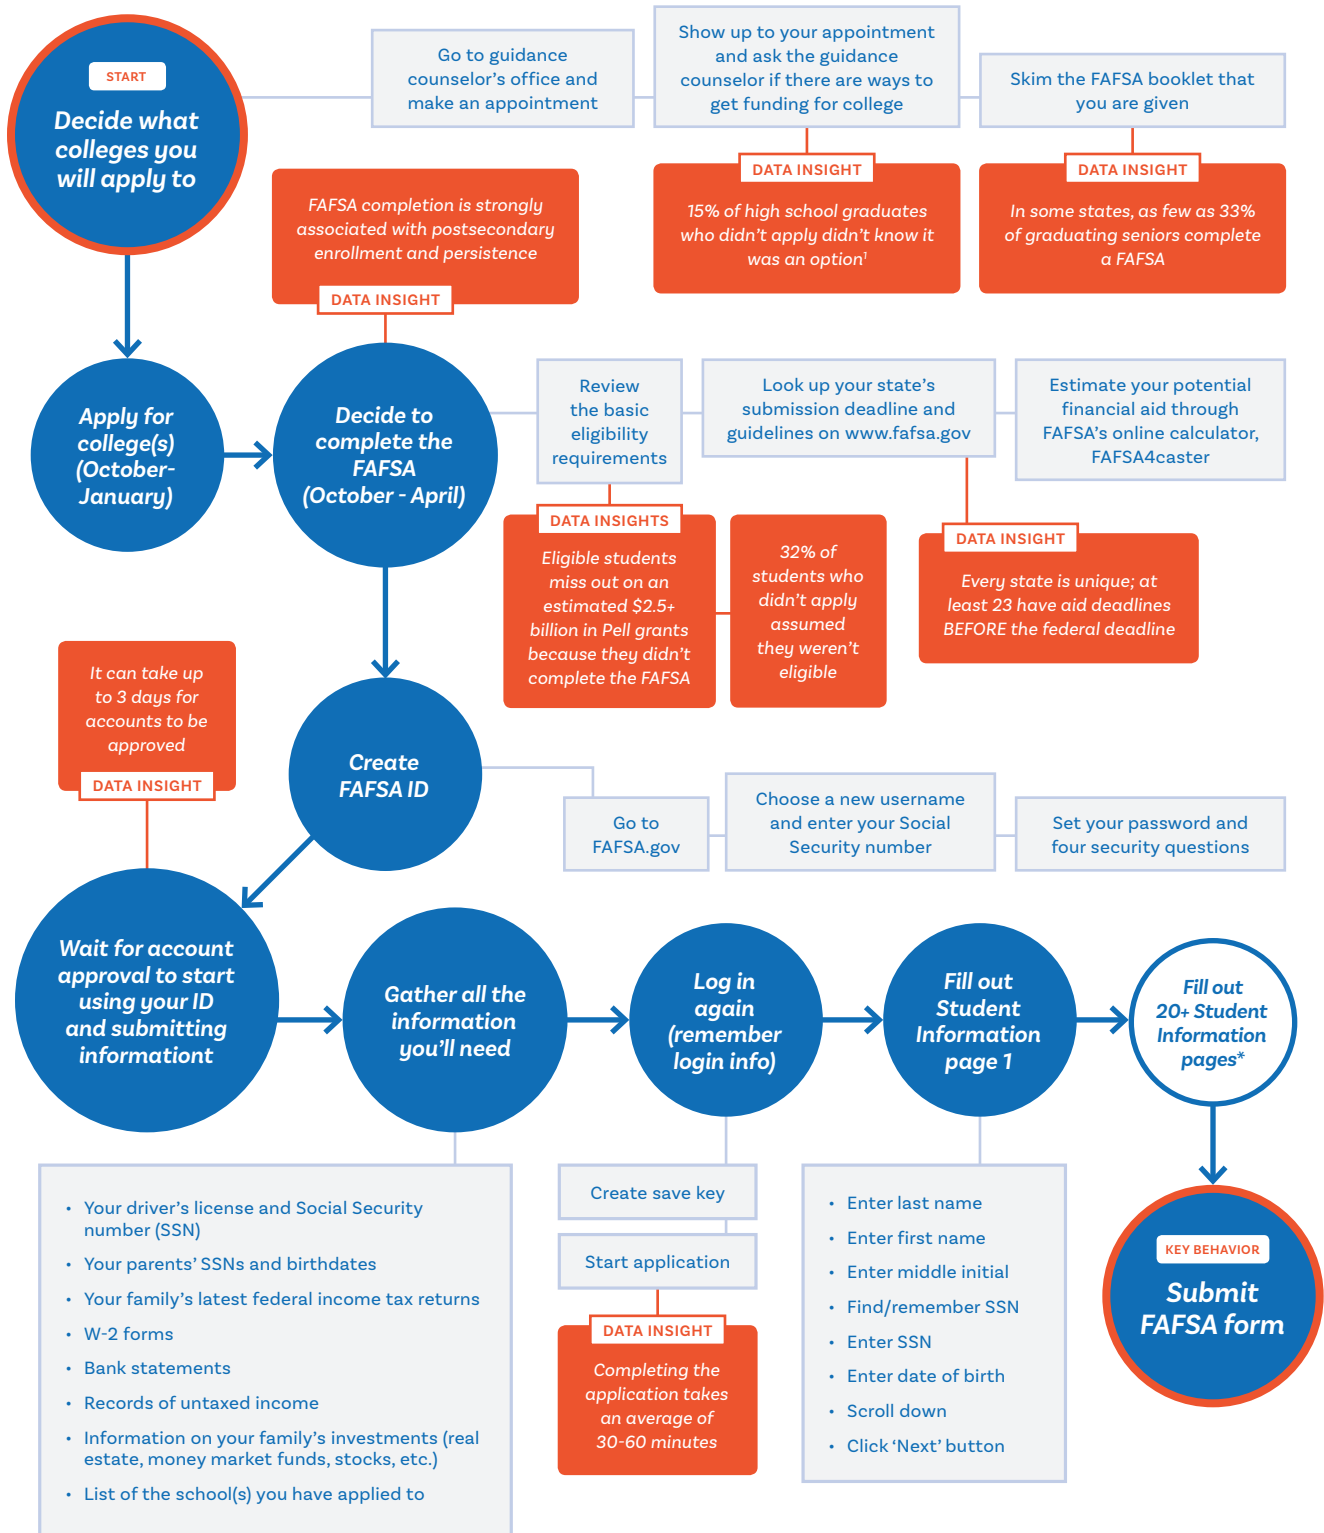 START
Decide what
colleges you
will apply to
Go to guidance
counselor's office and
make an appointment
Show up to your appointment
and ask the guidance
counselor if there are ways to
get funding for college
Skim the FAFSA booklet that
you are given
DATA INSIGHT
15% of high school graduates
who didn't apply didn't know it
was an option¹
DATA INSIGHT
In some states, as few as 33%
of graduating seniors complete
a FAFSA
FAFSA completion is strongly
associated with postsecondary
enrollment and persistence
DATA INSIGHT
Apply for
college(s)
(October-
January)
Decide to
complete the
FAFSA
(October - April)
Review
the basic
eligibility
requirements
Look up your state's
submission deadline and
guidelines on www.fafsa.gov
Estimate your potential
financial aid through
FAFSA's online calculator,
FAFSA4caster
DATA INSIGHTS
Eligible students
miss out on an
estimated $2.5+
billion in Pell grants
because they didn't
complete the FAFSA
32% of
students who
didn't apply
assumed
they weren't
eligible
DATA INSIGHT
Every state is unique; at
least 23 have aid deadlines
BEFORE the federal deadline
It can take up
to 3 days for
accounts to be
approved
DATA INSIGHT
Create
FAFSA ID
Go to
FAFSA.gov
Choose a new username
and enter your Social
Security number
Set your password and
four security questions
Wait for account
approval to start
using your ID
and submitting
informationt
Gather all the
information
you'll need
Log in
again
(remember
login info)
Fill out
Student
Information
page 1
Fill out
20+ Student
Information
pages*
• Your driver's license and Social Security
number (SSN)
• Your parents' SSNs and birthdates
• Your family's latest federal income tax returns
• W-2 forms
• Bank statements
• Records of untaxed income
• Information on your family's investments (real
estate, money market funds, stocks, etc.)
• List of the school(s) you have applied to
Create save key
Start application
DATA INSIGHT
Completing the
application takes
an average of
30-60 minutes
• Enter last name
• Enter first name
• Enter middle initial
• Find/remember SSN
• Enter SSN
• Enter date of birth
• Scroll down
• Click 'Next' button
KEY BEHAVIOR
Submit
FAFSA form